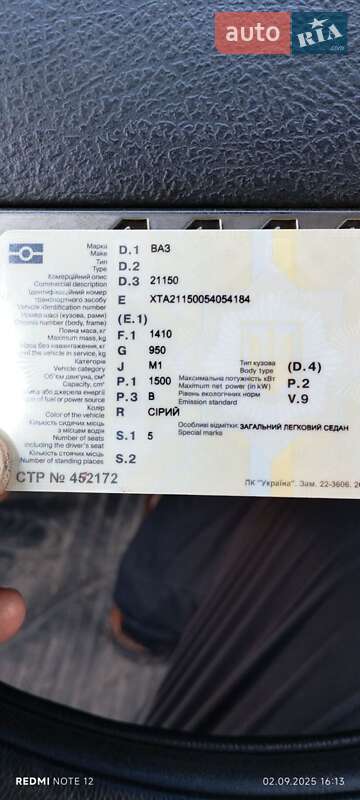 auto RIA
.com
Марка D.1 ВАЗ
Make
Тип D.2
Type
Комерційний опис D.3 21150
Commercial description
Ідентифікаційний номер
транспортного засобу E XTA21150054054184
Vehicle identification number
Номер шасі (кузова, рами) (E.1)
Chassis number (body, frame)
Повна маса, кг F.1 1410
Maximum mass, kg
Маса без навантаження, кг G 950
of the vehicle in service, kg
Категорія J M1 Тип кузова (D.4)
Vehicle category Body type
Об'єм двигуна, см³ P.1 1500 Максимальна потужність кВт P.2
Capacity, cm³ Maximum net power (in kW)
або джерела енергії P.3 B Рівень екологічних норм V.9
of fuel or power source Emission standard
Колір R СІРИЙ
Color of the vehicle
Кількість сидячих місць Особливі відмітки: ЗАГАЛЬНИЙ ЛЕГКОВИЙ СЕДАН
з місцем водія S.1 5 Special marks
Number of seats
including the driver's seat
Кількість стоячих місць S.2
Number of standing places
СТР № 452172 ПК "Україна". Зам. 22-3606.
REDMI NOTE 12 02.09.2025 16:13